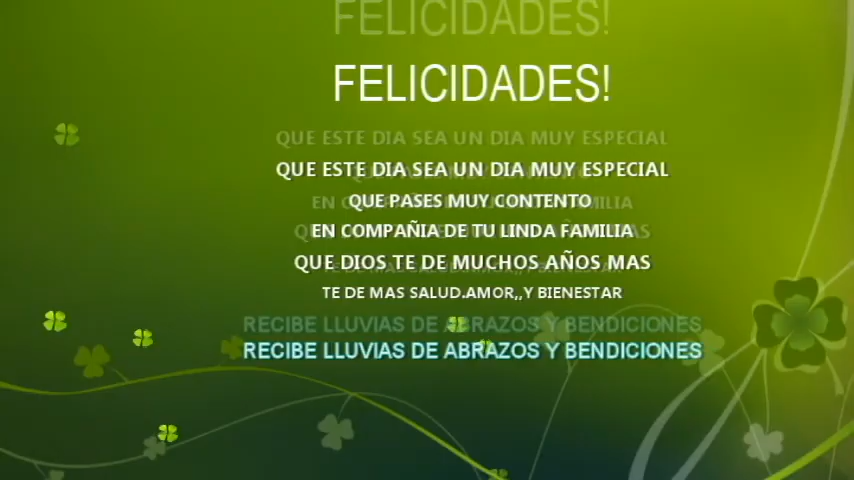 FELICIDADES!
FELICIDADES!
QUE ESTE DIA SEA UN DIA MUY ESPECIAL
QUE ESTE DIA SEA UN DIA MUY ESPECIAL
QUE PASES MUY CONTENTO
EN COMPAÑIA DE TU LINDA FAMILIA
QUE DIOS TE DE MUCHOS AÑOS MAS
TE DE MAS SALUD.AMOR,,Y BIENESTAR
RECIBE LLUVIAS DE ABRAZOS Y BENDICIONES
RECIBE LLUVIAS DE ABRAZOS Y BENDICIONES